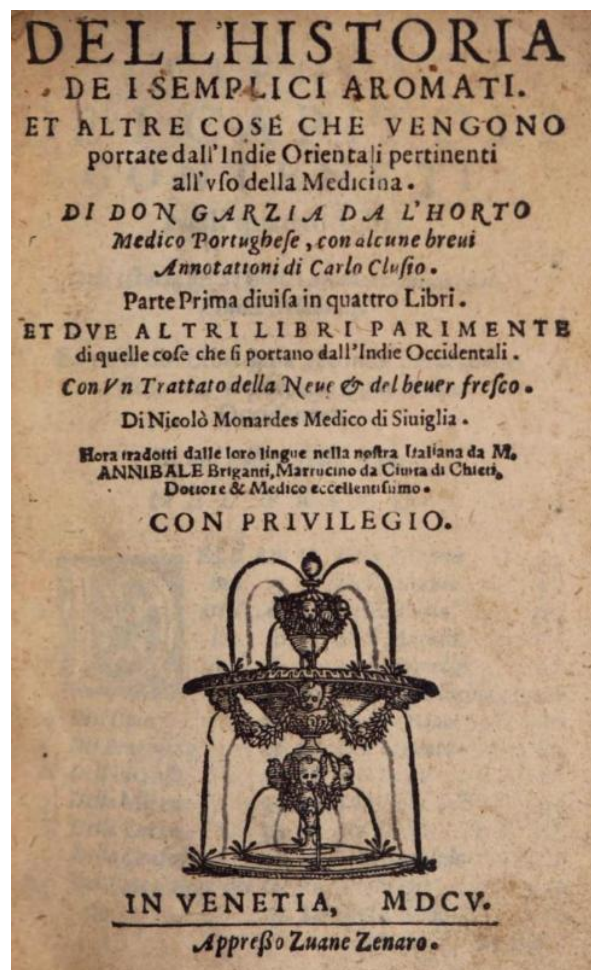 DELL'HISTORIA
DE I SEMPLICI AROMATI.
ET ALTRE COSE CHE VENGONO
portate dall'Indie Orientali pertinenti
all'vso della Medicina.
DI DON GARZIA DA L'HORTO
Medico Portughese, con alcune breui
Annotationi di Carlo Clusio.
Parte Prima diuisa in quattro Libri.
ET DVE ALTRI LIBRI PARIMENTE
di quelle cose che si portano dall'Indie Occidentali.
Con Vn Trattato della Neue & del beuer fresco.
Di Nicolò Monardes Medico di Siuiglia.
Hora tradotti dalle loro lingue nella nostra Italiana da M.
ANNIBALE Briganti, Marrucino da Ciuita di Chieti,
Dottore & Medico eccellentissimo.
CON PRIVILEGIO.
IN VENETIA, MDCV.
Appresso Zuane Zenaro.